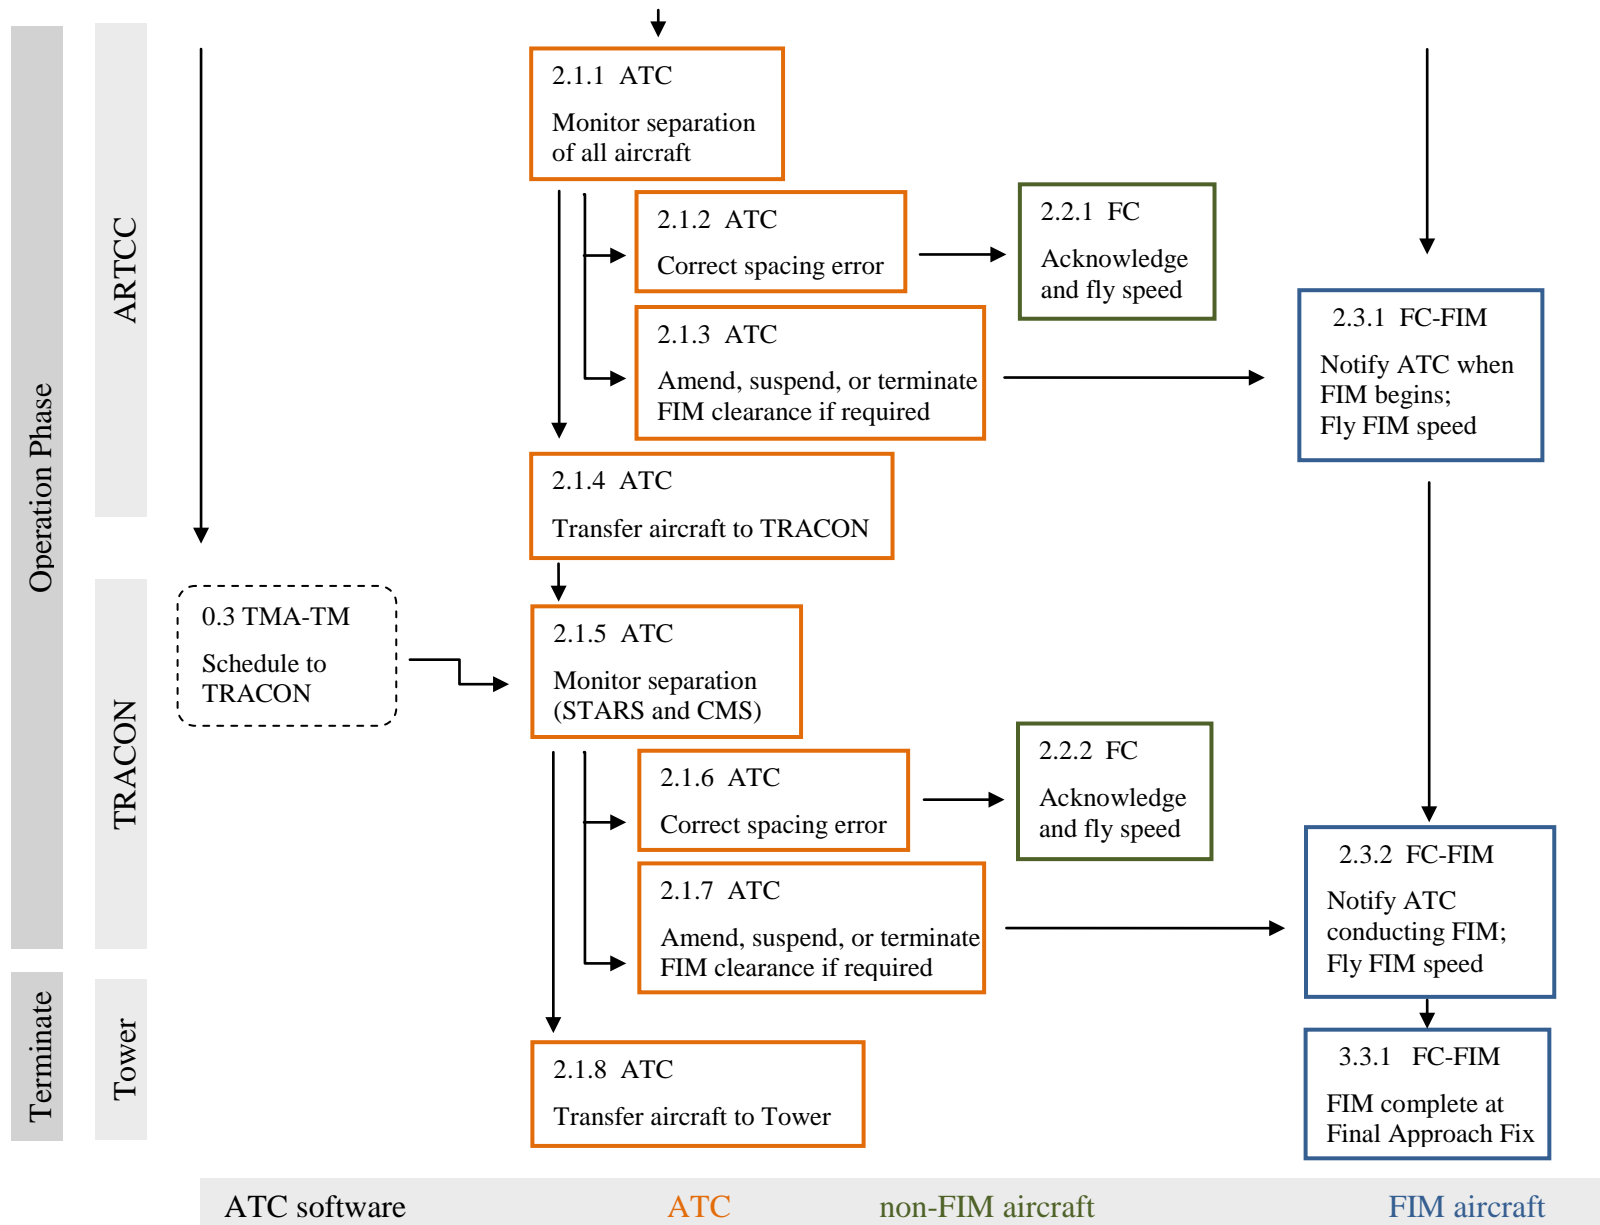 Operation Phase
Terminate
ARTCC
TRACON
Tower
2.1.1 ATC
Monitor separation
of all aircraft
2.1.2 ATC
Correct spacing error
2.2.1 FC
Acknowledge
and fly speed
2.1.3 ATC
Amend, suspend, or terminate
FIM clearance if required
2.3.1 FC-FIM
Notify ATC when
FIM begins;
Fly FIM speed
2.1.4 ATC
Transfer aircraft to TRACON
0.3 TMA-TM
Schedule to
TRACON
2.1.5 ATC
Monitor separation
(STARS and CMS)
2.1.6 ATC
Correct spacing error
2.2.2 FC
Acknowledge
and fly speed
2.1.7 ATC
Amend, suspend, or terminate
FIM clearance if required
2.3.2 FC-FIM
Notify ATC
conducting FIM;
Fly FIM speed
2.1.8 ATC
Transfer aircraft to Tower
3.3.1 FC-FIM
FIM complete at
Final Approach Fix
ATC software
ATC
non-FIM aircraft
FIM aircraft